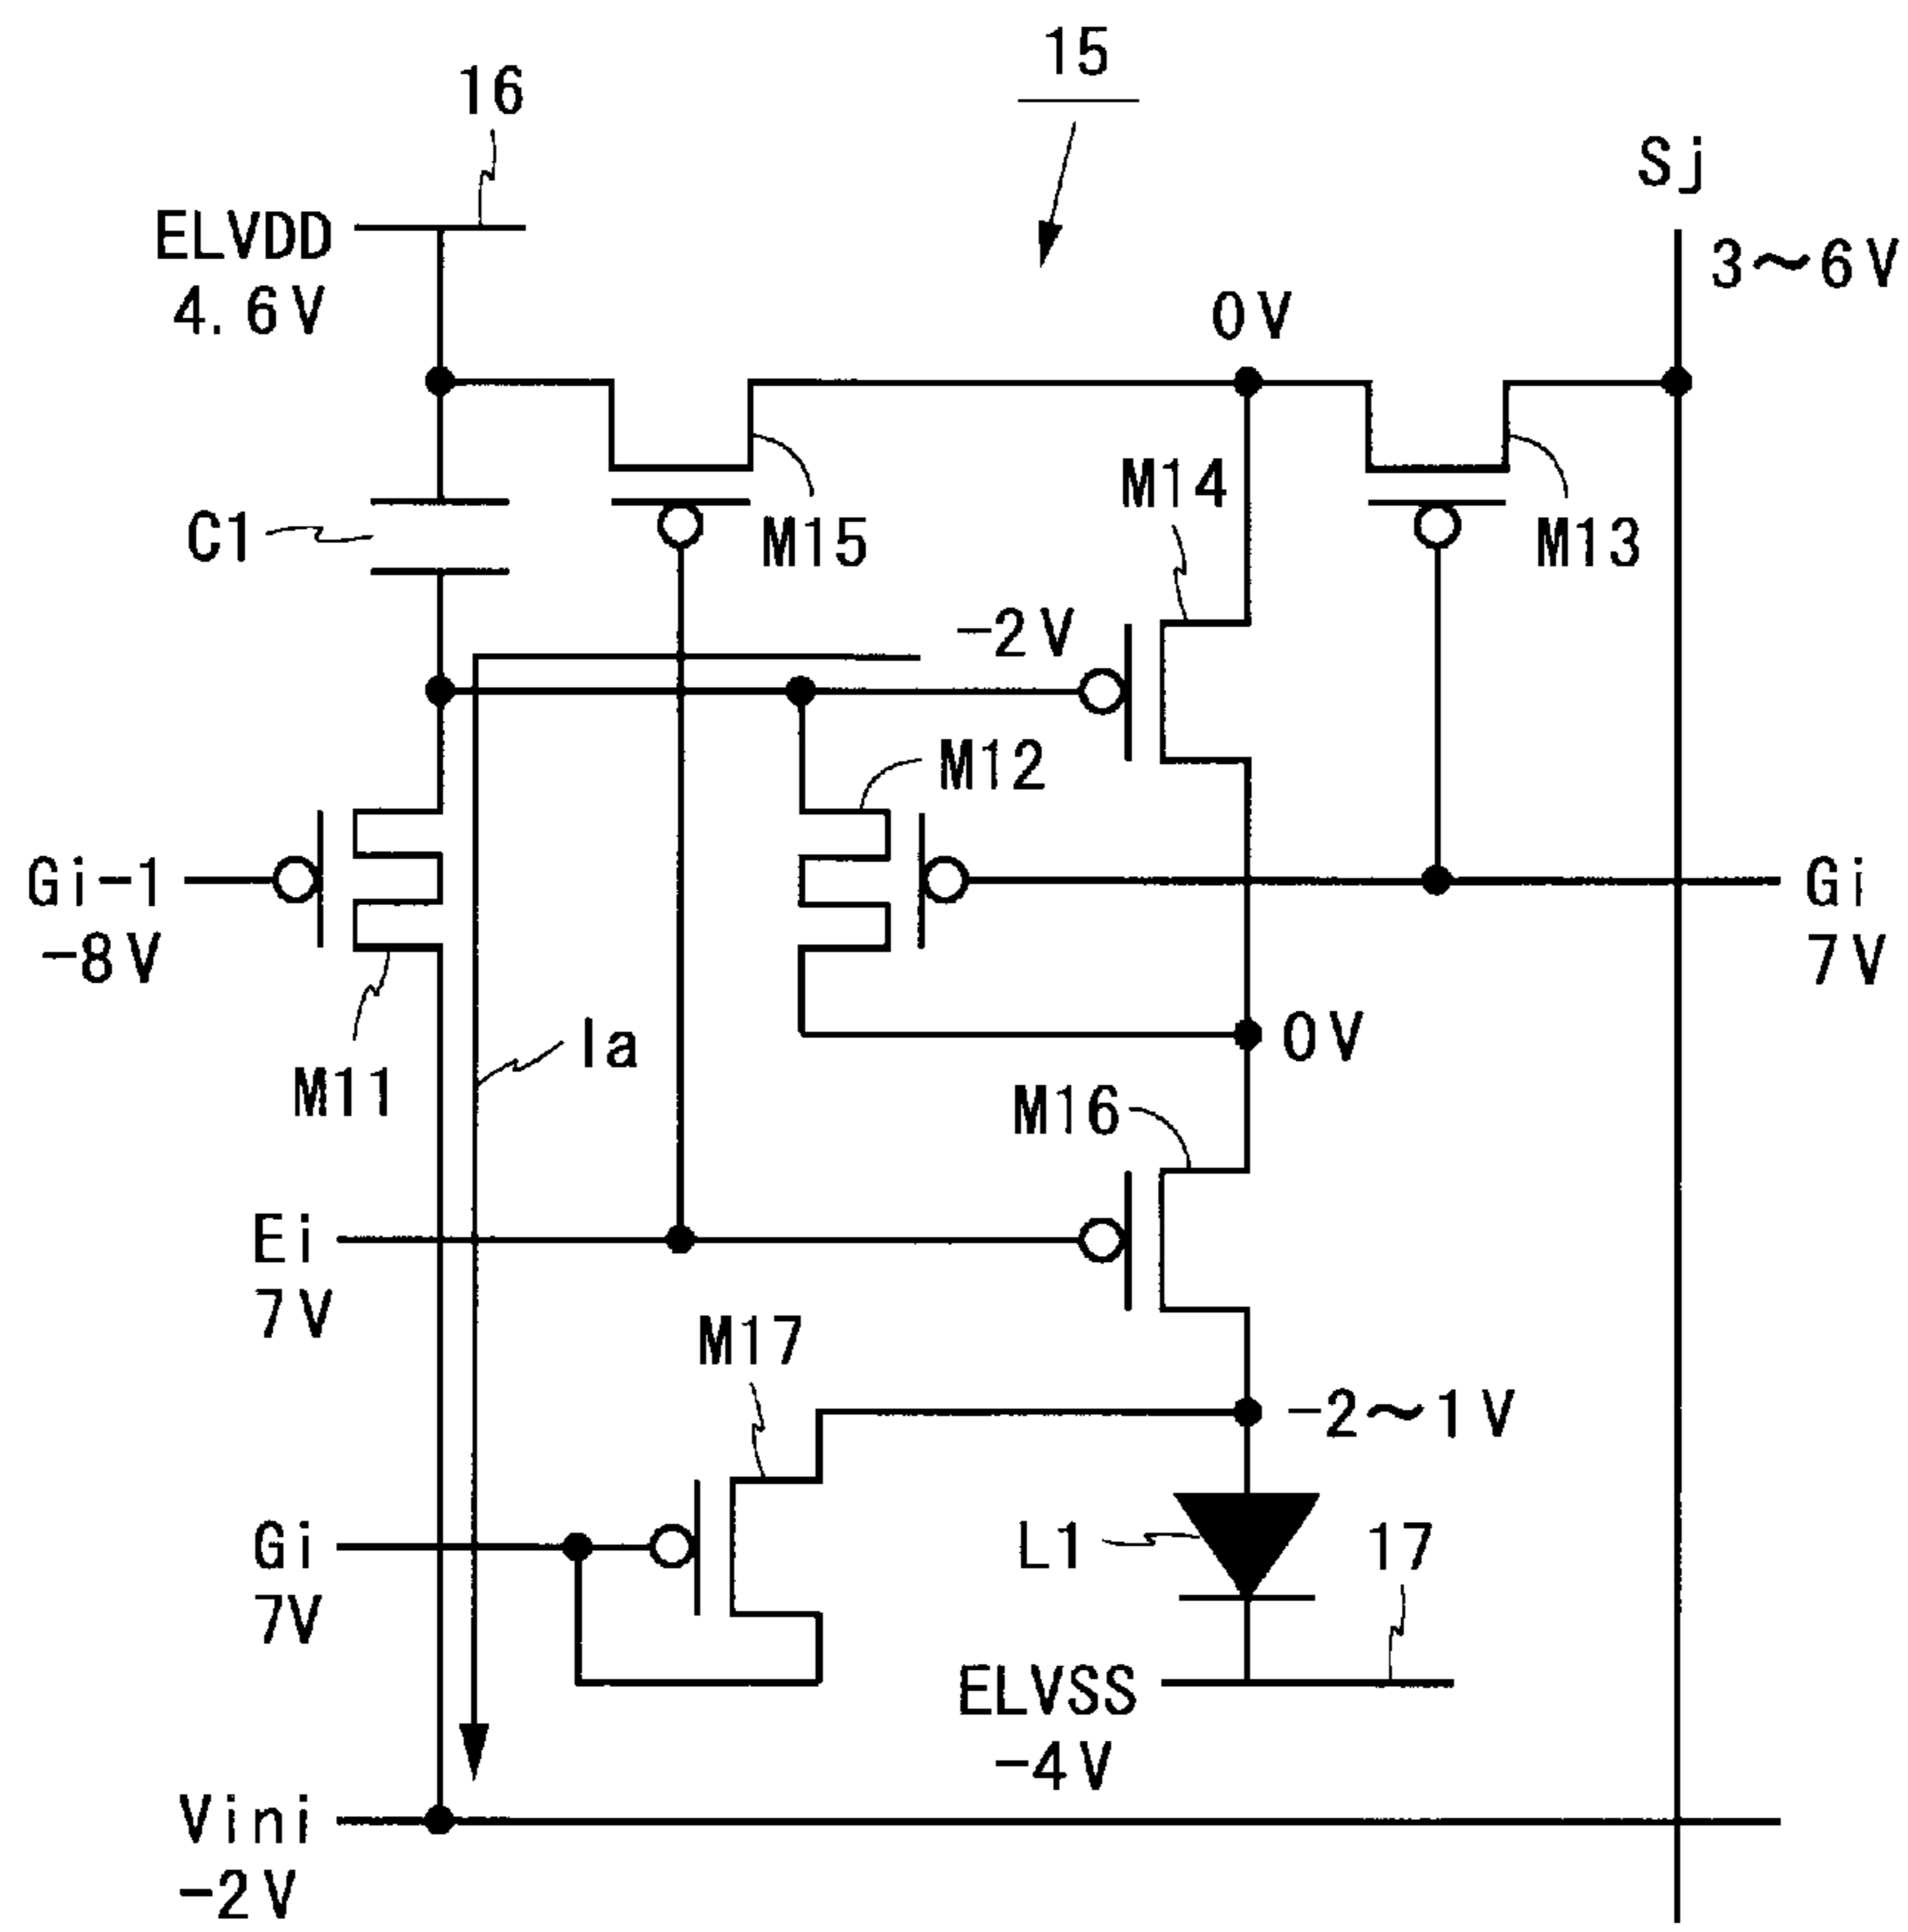 15
16
Sj
ELVDD
4.6V
3～6V
0V
M14
C1
M15
M13
-2V
M12
Gi-1
-8V
Gi
7V
Ia
0V
M11
M16
Ei
7V
M17
-2～1V
Gi
7V
L1
17
ELVSS
-4V
Vini
-2V